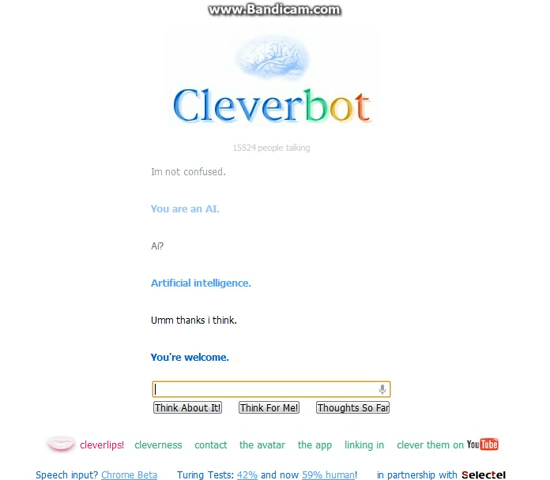 www.Bandicam.com
Cleverbot
15524 people talking
Im not confused.
You are an AI.
Ai?
Artificial intelligence.
Umm thanks i think.
You're welcome.
Think About It! Think For Me! Thoughts So Far
cleverlips! cleverness contact the avatar the app linking in clever them on YouTube
Speech input? Chrome Beta Turing Tests: 42% and now 59% human! in partnership with Selectel